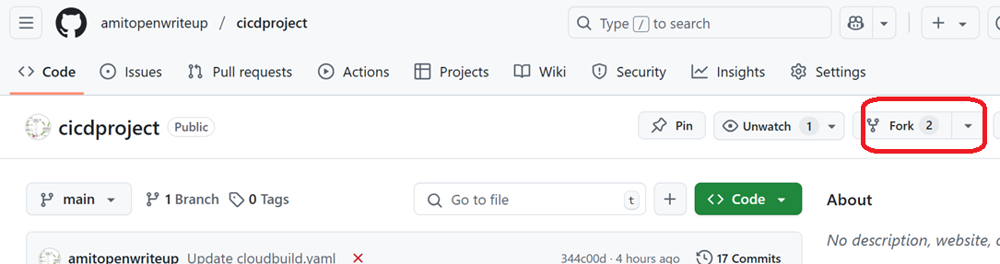 amitopenwriteup / cicdproject
Type / to search
Code Issues Pull requests Actions Projects Wiki Security Insights Settings
cicdproject Public
Pin Unwatch 1 Fork 2
main 1 Branch 0 Tags Go to file t Code
About
No description, website,
amitopenwriteup Update cloudbuild.yaml 344c00d · 4 hours ago 17 Commits